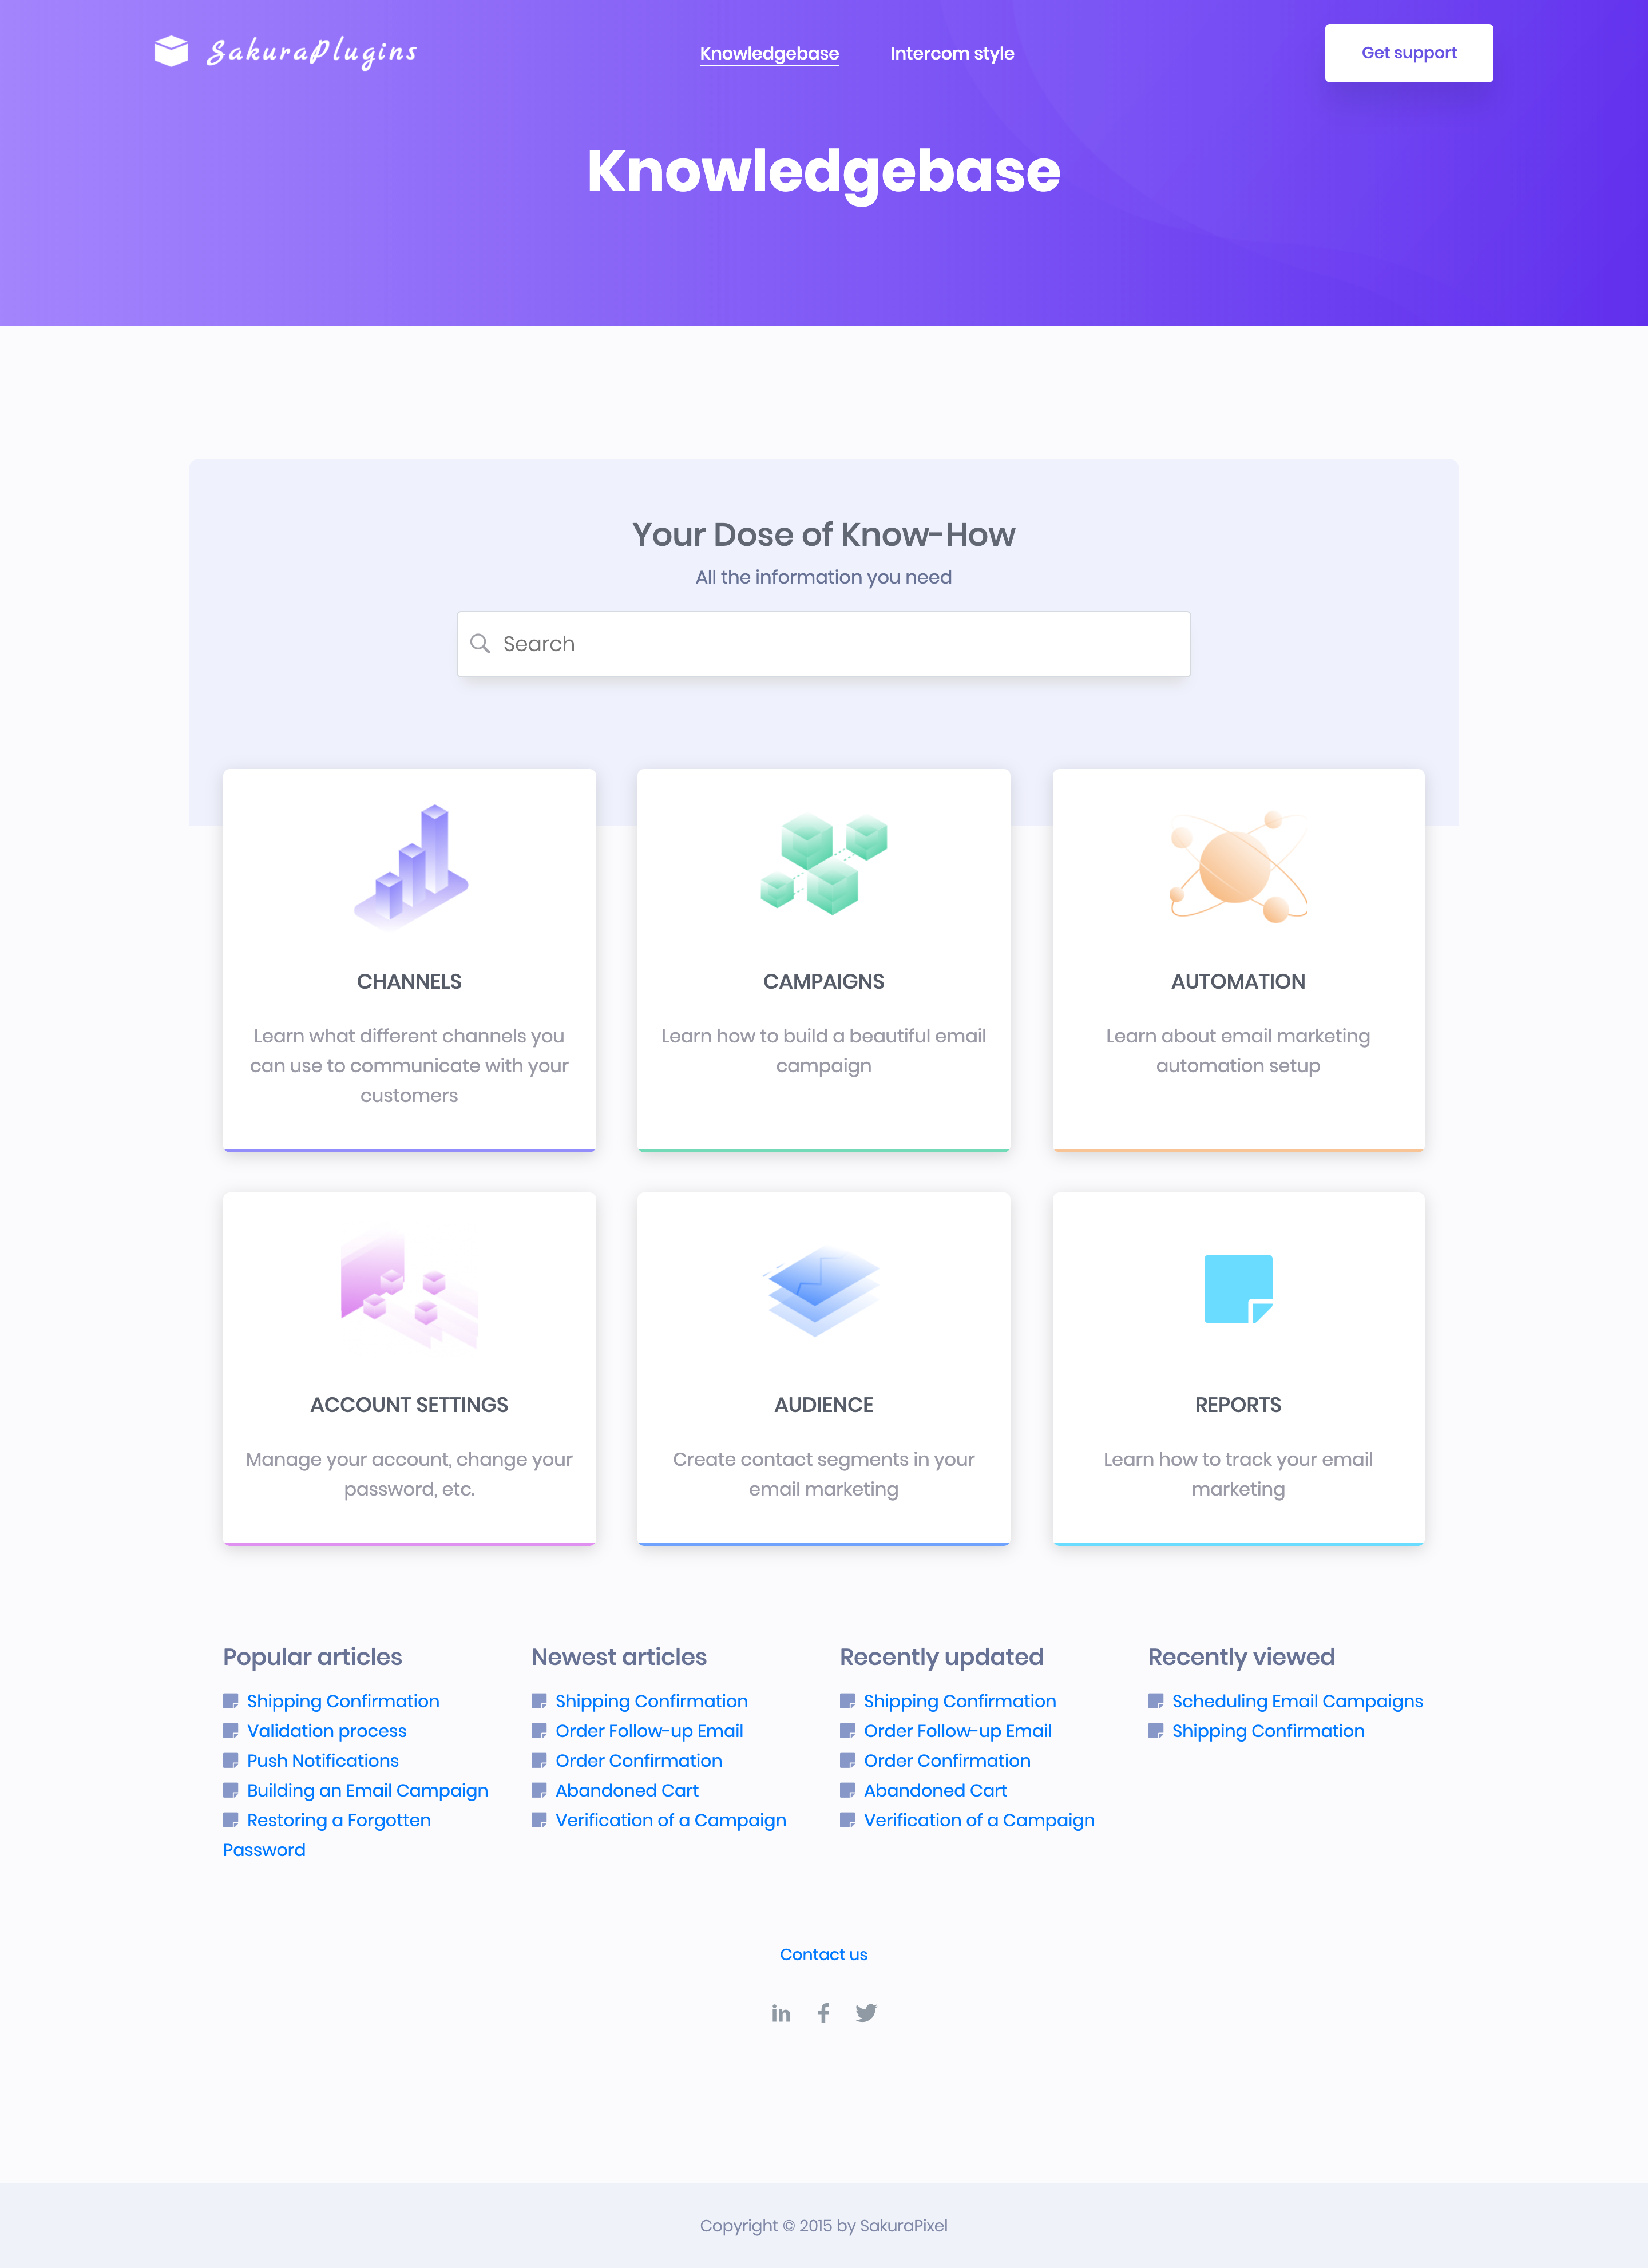 SakuraPlugins
Knowledgebase
Intercom style
Get support
Knowledgebase
Your Dose of Know-How
All the information you need
Search
CHANNELS
Learn what different channels you
can use to communicate with your
customers
CAMPAIGNS
Learn how to build a beautiful email
campaign
AUTOMATION
Learn about email marketing
automation setup
ACCOUNT SETTINGS
Manage your account, change your
password, etc.
AUDIENCE
Create contact segments in your
email marketing
REPORTS
Learn how to track your email
marketing
Popular articles
Shipping Confirmation
Validation process
Push Notifications
Building an Email Campaign
Restoring a Forgotten
Password
Newest articles
Shipping Confirmation
Order Follow-up Email
Order Confirmation
Abandoned Cart
Verification of a Campaign
Recently updated
Shipping Confirmation
Order Follow-up Email
Order Confirmation
Abandoned Cart
Verification of a Campaign
Recently viewed
Scheduling Email Campaigns
Shipping Confirmation
Contact us
Copyright © 2015 by SakuraPixel